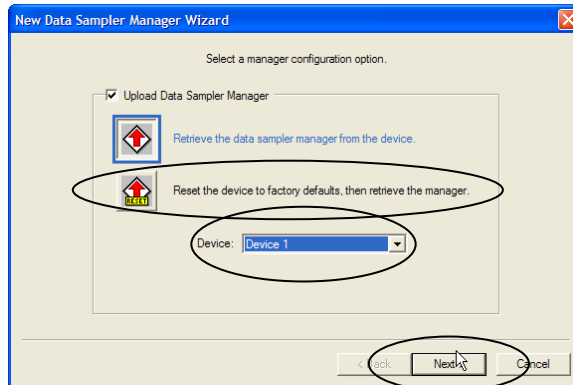 New Data Sampler Manager Wizard
Select a manager configuration option.
Upload Data Sampler Manager
Retrieve the data sampler manager from the device.
RESET
Reset the device to factory defaults, then retrieve the manager.
Device: Device 1
< Back Next > Cancel